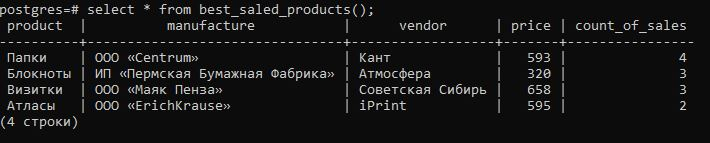 postgres=# select * from best_saled_products();
 product  |          manufacture          |      vendor      | price | count_of_sales
----------+-------------------------------+------------------+-------+----------------
 Папки    | ООО «Centrum»                 | Кант             |   593 |              4
 Блокноты | ИП «Пермская Бумажная Фабрика» | Атмосфера        |   320 |              3
 Визитки  | ООО «Маяк Пенза»              | Советская Сибирь |   658 |              3
 Атласы   | ООО «ErichKrause»             | iPrint           |   595 |              2
(4 строки)